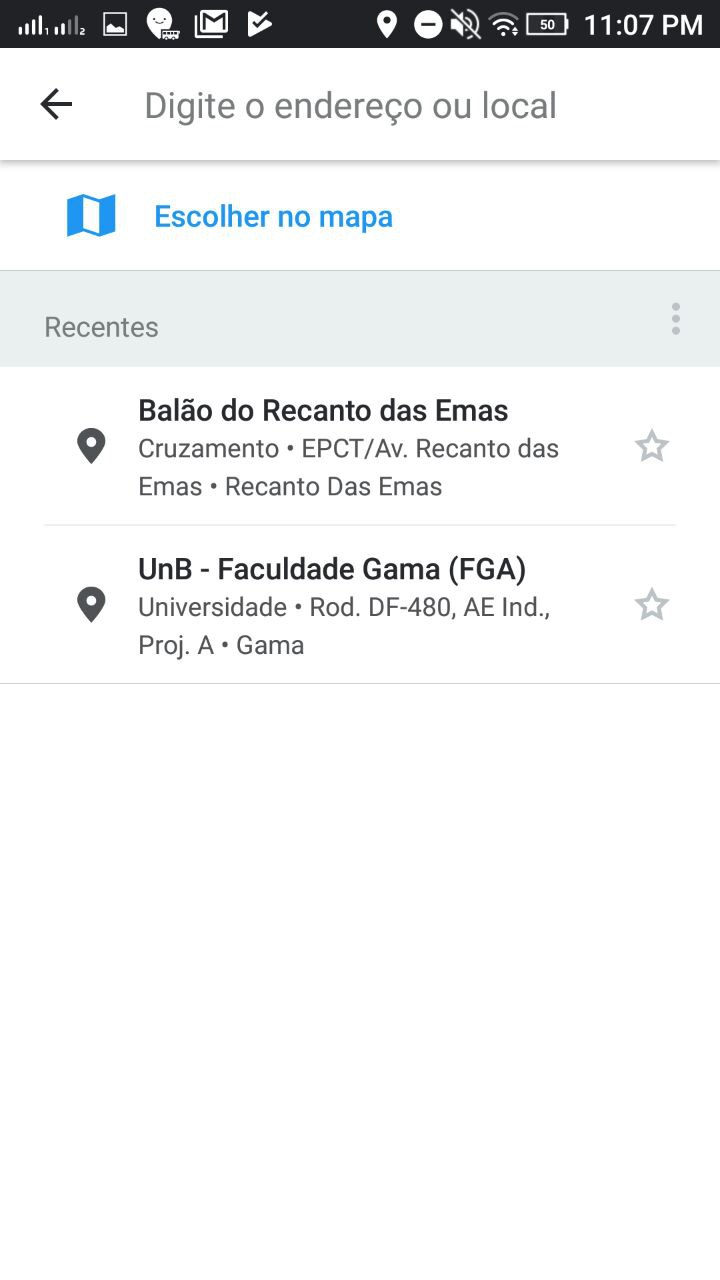 1 2 50 11:07 PM
Digite o endereço ou local
Escolher no mapa
Recentes
Balão do Recanto das Emas
Cruzamento • EPCT/Av. Recanto das
Emas • Recanto Das Emas
UnB - Faculdade Gama (FGA)
Universidade • Rod. DF-480, AE Ind.,
Proj. A • Gama